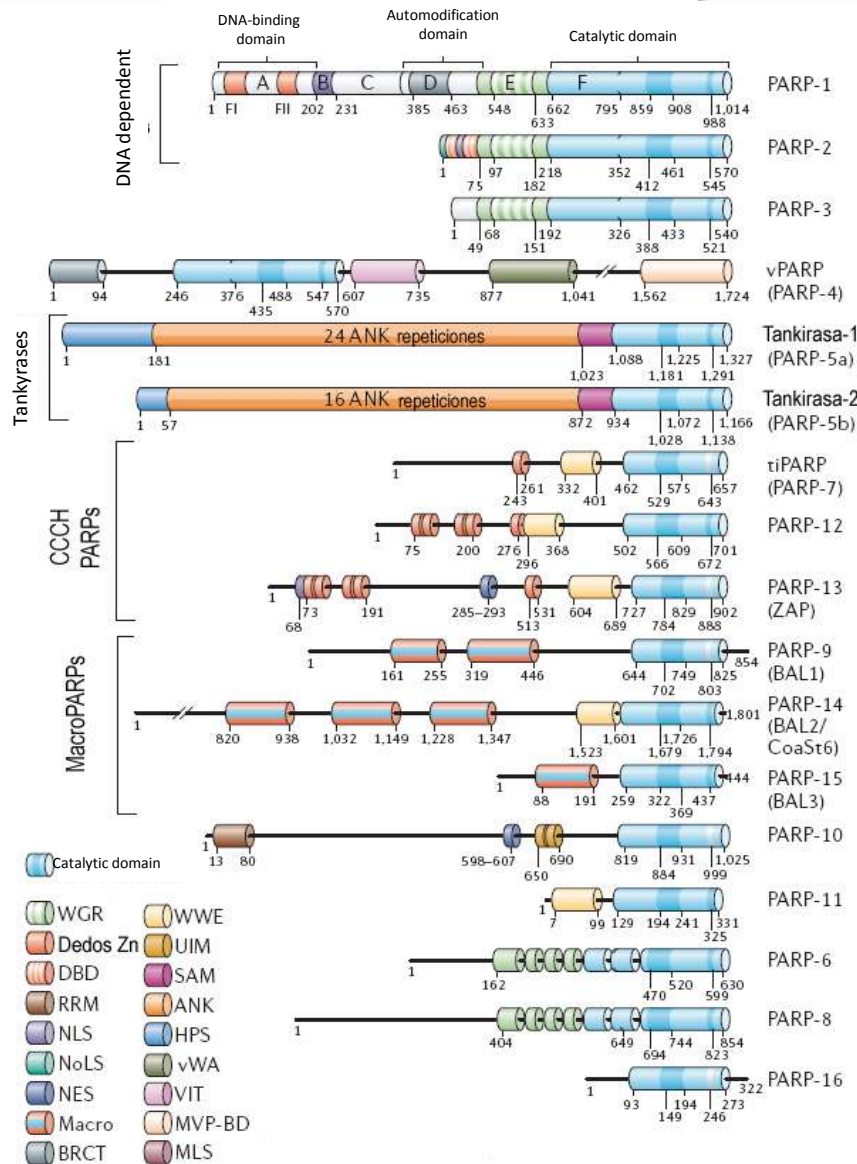 DNA-binding
domain
Automodification
domain
Catalytic domain
DNA dependent
A B C D E F
PARP-1
1 FI FII 202 231 385 463 548 633 662 795 859 908 988 1,014
PARP-2
1 75 97 182 218 352 412 461 545 570
PARP-3
1 49 68 151 192 326 388 433 521 540
vPARP
(PARP-4)
1 94 246 376 435 488 547 570 607 735 877 1,041 1,562 1,724
Tankyrases
24 ANK repeticiones
Tankirasa-1
(PARP-5a)
1 181 1,023 1,088 1,181 1,225 1,291 1,327
16 ANK repeticiones
Tankirasa-2
(PARP-5b)
1 57 872 934 1,028 1,072 1,138 1,166
CCCH
PARPs
tiPARP
(PARP-7)
1 243 261 332 401 462 529 575 643 657
PARP-12
1 75 200 276 296 368 502 566 609 672 701
PARP-13
(ZAP)
1 68 73 191 285–293 513 531 604 689 727 784 829 888 902
MacroPARPs
PARP-9
(BAL1)
1 161 255 319 446 644 702 749 803 825 854
PARP-14
(BAL2/
CoaSt6)
1 820 938 1,032 1,149 1,228 1,347 1,523 1,601 1,679 1,726 1,794 1,801
PARP-15
(BAL3)
1 88 191 259 322 369 437 444
PARP-10
1 13 80 598–607 650 690 819 884 931 999 1,025
PARP-11
1 7 99 129 194 241 325 331
PARP-6
1 162 470 520 599 630
PARP-8
1 404 649 694 744 823 854
PARP-16
1 93 149 194 246 273 322
Catalytic domain
WGR
Dedos Zn
DBD
RRM
NLS
NoLS
NES
Macro
BRCT
WWE
UIM
SAM
ANK
HPS
vWA
VIT
MVP-BD
MLS